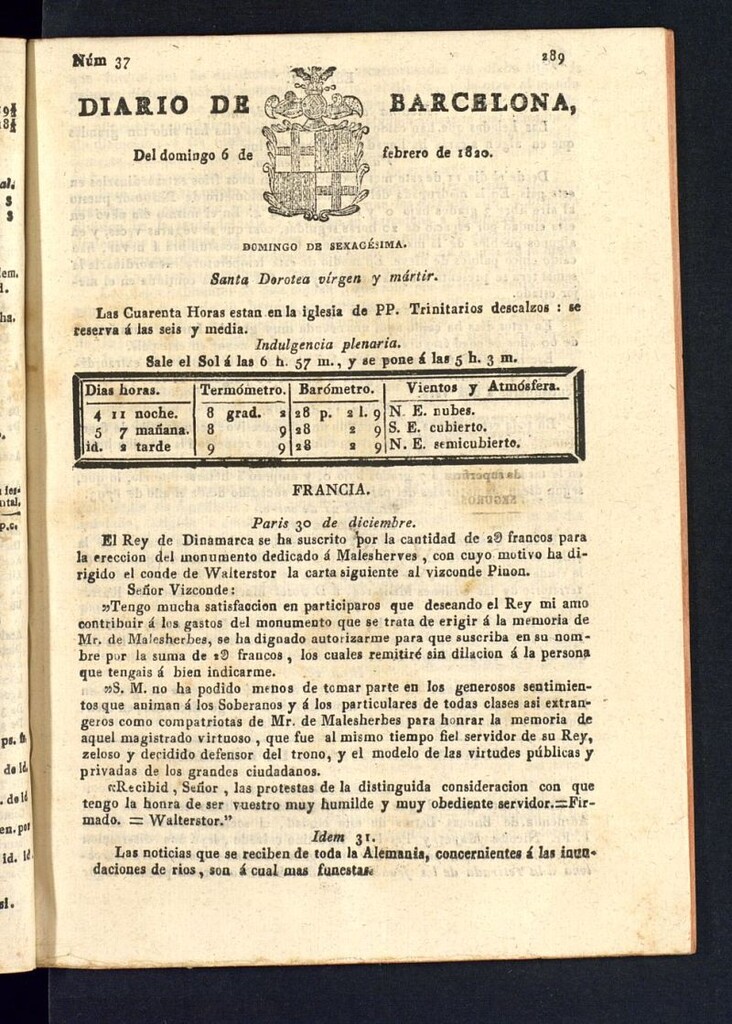 Núm 37
289
DIARIO DE BARCELONA,
Del domingo 6 de febrero de 1820.
DOMINGO DE SEXAGÉSIMA.
Santa Dorotea vírgen y mártir.
Las Cuarenta Horas estan en la iglesia de PP. Trinitarios descalzos : se
reserva á las seis y media.
Indulgencia plenaria.
Sale el Sol á las 6 h. 57 m., y se pone á las 5 h. 3 m.
Dias horas. Termómetro. Barómetro. Vientos y Atmósfera.
4 11 noche. 8 grad. 2 28 p. 2 l. 9 N. E. nubes.
5 7 mañana. 8 9 28 2 9 S. E. cubierto.
id. 2 tarde 9 9 28 2 9 N. E. semicubierto.
FRANCIA.
Paris 30 de diciembre.
El Rey de Dinamarca se ha suscrito por la cantidad de 2Ⅾ francos para
la ereccion del monumento dedicado á Malesherves , con cuyo motivo ha di-
rigido el conde de Walterstor la carta siguiente al vizconde Pinon.
Señor Vizconde :
»Tengo mucha satisfaccion en participaros que deseando el Rey mi amo
contribuir á los gastos del monumento que se trata de erigir á la memoria de
Mr. de Malesherbes, se ha dignado autorizarme para que suscriba en su nom-
bre por la suma de 2Ⅾ francos , los cuales remitiré sin dilacion á la persona
que tengais á bien indicarme.
»S. M. no ha podido menos de tomar parte en los generosos sentimien-
tos que animan á los Soberanos y á los particulares de todas clases asi extran-
geros como compatriotas de Mr. de Malesherbes para honrar la memoria de
aquel magistrado virtuoso , que fue al mismo tiempo fiel servidor de su Rey,
zeloso y decidido defensor del trono, y el modelo de las virtudes públicas y
privadas de los grandes ciudadanos.
«Recibid , Señor , las protestas de la distinguida consideracion con que
tengo la honra de ser vuestro muy humilde y muy obediente servidor.=Fir-
mado. = Walterstor."
Idem 31.
Las noticias que se reciben de toda la Alemania, concernientes á las inun-
daciones de rios , son á cual mas funestas.